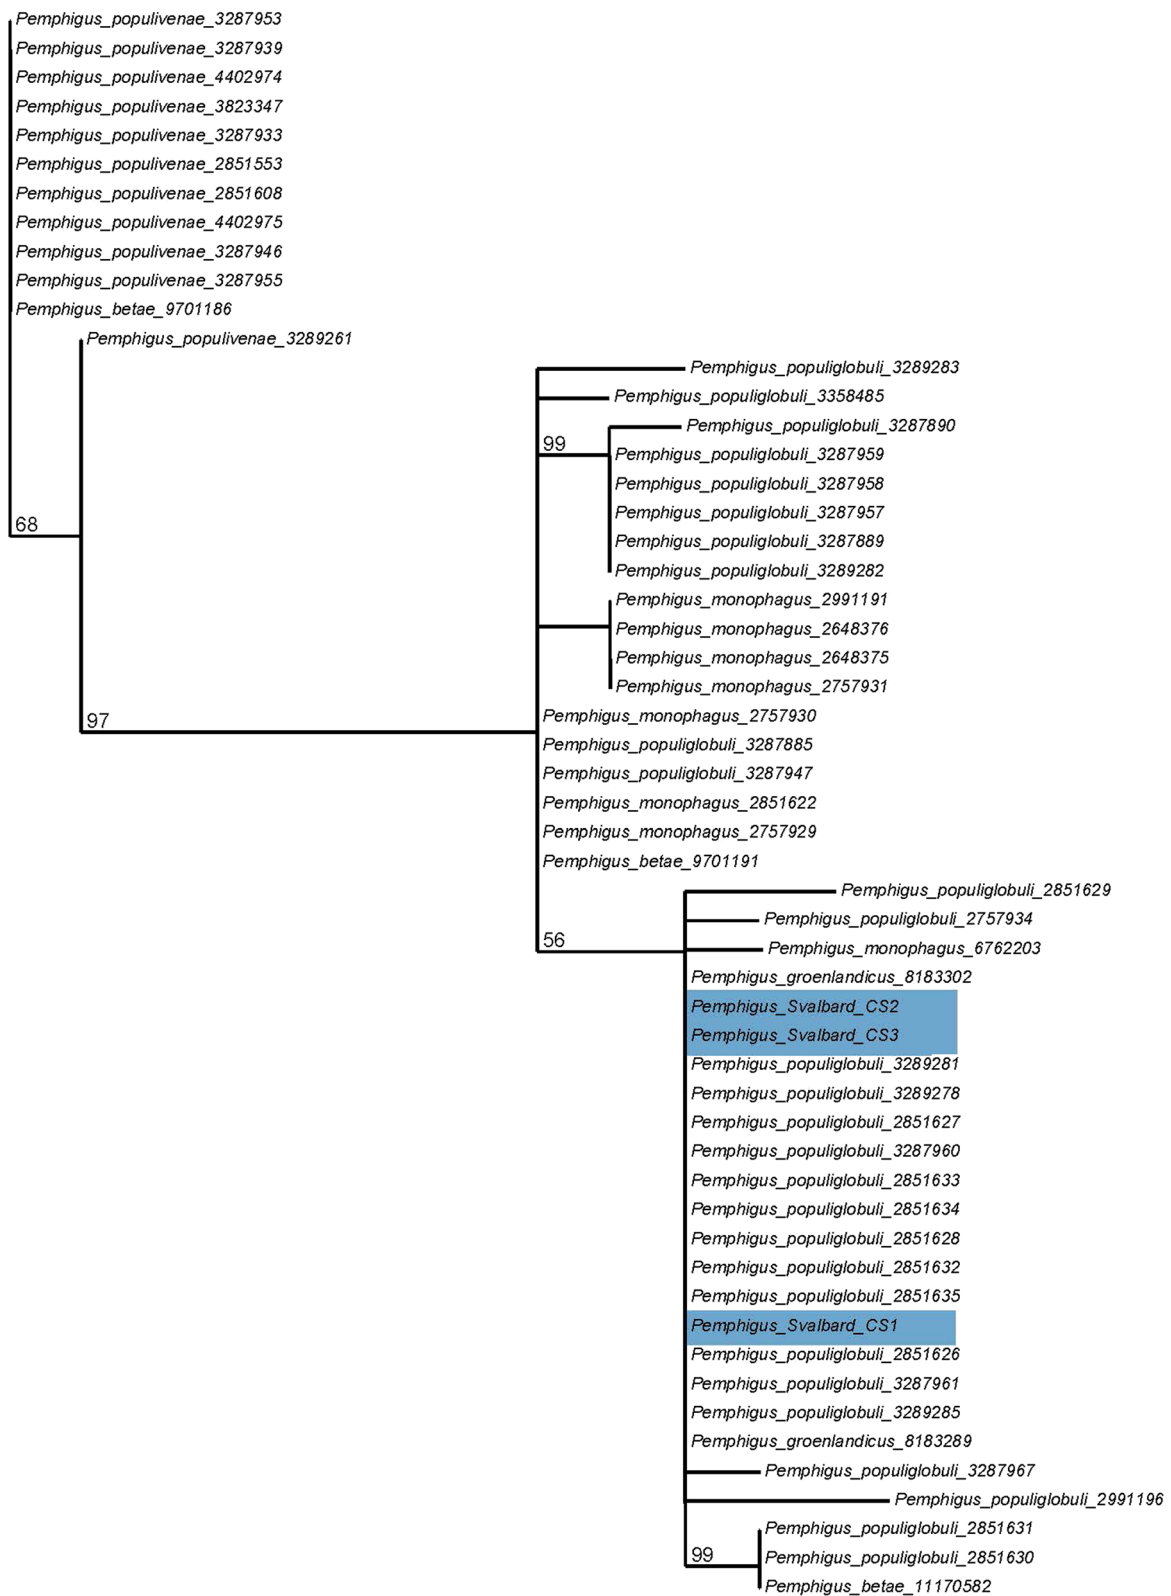 Pemphigus_populivenae_3287953
Pemphigus_populivenae_3287939
Pemphigus_populivenae_4402974
Pemphigus_populivenae_3823347
Pemphigus_populivenae_3287933
Pemphigus_populivenae_2851553
Pemphigus_populivenae_2851608
Pemphigus_populivenae_4402975
Pemphigus_populivenae_3287946
Pemphigus_populivenae_3287955
Pemphigus_betae_9701186
Pemphigus_populivenae_3289261
Pemphigus_populiglobuli_3289283
Pemphigus_populiglobuli_3358485
Pemphigus_populiglobuli_3287890
99
Pemphigus_populiglobuli_3287959
Pemphigus_populiglobuli_3287958
Pemphigus_populiglobuli_3287957
68
Pemphigus_populiglobuli_3287889
Pemphigus_populiglobuli_3289282
Pemphigus_monophagus_2991191
Pemphigus_monophagus_2648376
Pemphigus_monophagus_2648375
Pemphigus_monophagus_2757931
97
Pemphigus_monophagus_2757930
Pemphigus_populiglobuli_3287885
Pemphigus_populiglobuli_3287947
Pemphigus_monophagus_2851622
Pemphigus_monophagus_2757929
Pemphigus_betae_9701191
Pemphigus_populiglobuli_2851629
Pemphigus_populiglobuli_2757934
56
Pemphigus_monophagus_6762203
Pemphigus_groenlandicus_8183302
Pemphigus_Svalbard_CS2
Pemphigus_Svalbard_CS3
Pemphigus_populiglobuli_3289281
Pemphigus_populiglobuli_3289278
Pemphigus_populiglobuli_2851627
Pemphigus_populiglobuli_3287960
Pemphigus_populiglobuli_2851633
Pemphigus_populiglobuli_2851634
Pemphigus_populiglobuli_2851628
Pemphigus_populiglobuli_2851632
Pemphigus_populiglobuli_2851635
Pemphigus_Svalbard_CS1
Pemphigus_populiglobuli_2851626
Pemphigus_populiglobuli_3287961
Pemphigus_populiglobuli_3289285
Pemphigus_groenlandicus_8183289
Pemphigus_populiglobuli_3287967
Pemphigus_populiglobuli_2991196
Pemphigus_populiglobuli_2851631
99
Pemphigus_populiglobuli_2851630
Pemphigus_betae_11170582